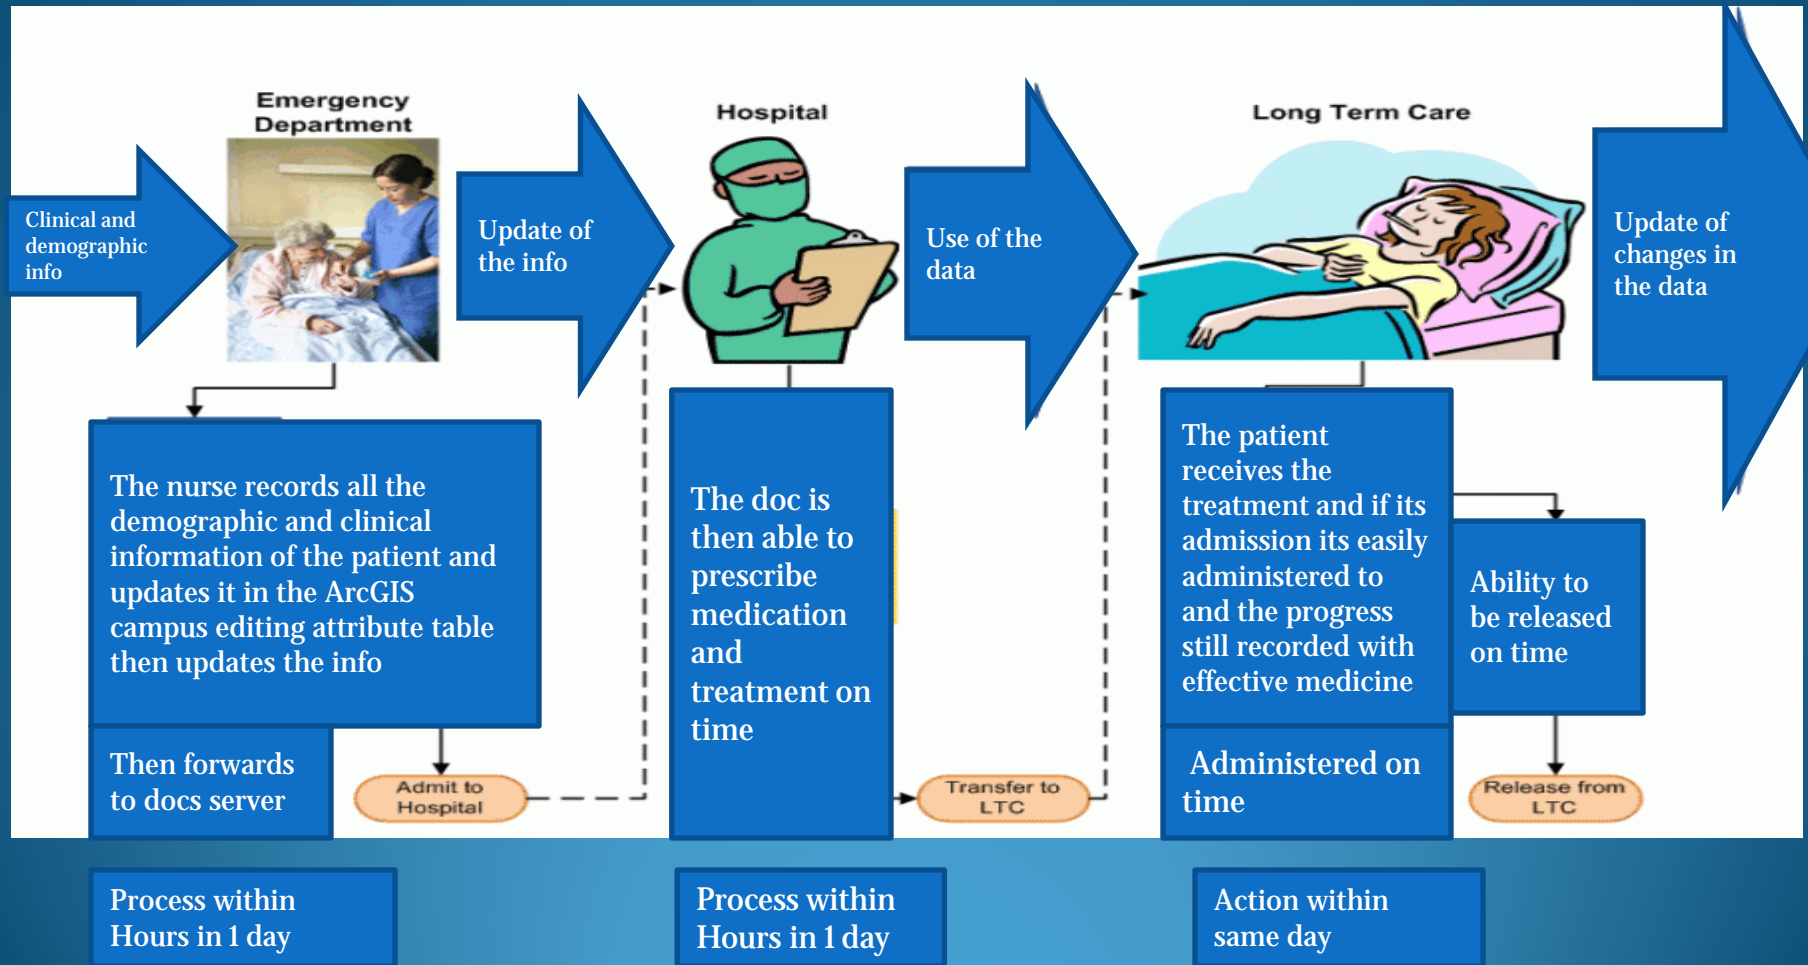 Emergency
Department
Hospital
Long Term Care
Clinical and
demographic
info
Update of
the info
Use of the
data
Update of
changes in
the data
The nurse records all the
demographic and clinical
information of the patient and
updates it in the ArcGIS
campus editing attribute table
then updates the info
Then forwards
to docs server
Admit to
Hospital
The doc is
then able to
prescribe
medication
and
treatment on
time
Transfer to
LTC
The patient
receives the
treatment and if its
admission its easily
administered to
and the progress
still recorded with
effective medicine
Administered on
time
Ability to
be released
on time
Release from
LTC
Process within
Hours in 1 day
Process within
Hours in 1 day
Action within
same day